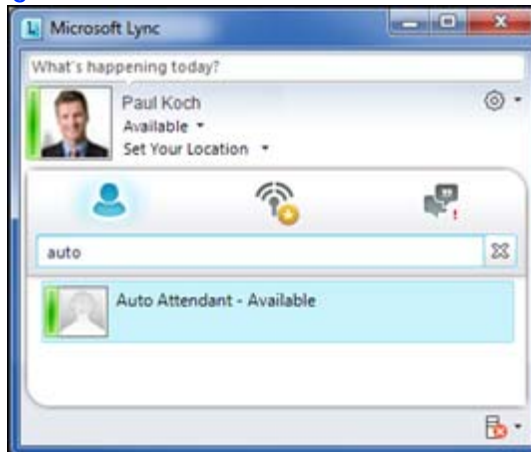 Microsoft Lync
What's happening today?
Paul Koch
Available
Set Your Location
auto
Auto Attendant - Available